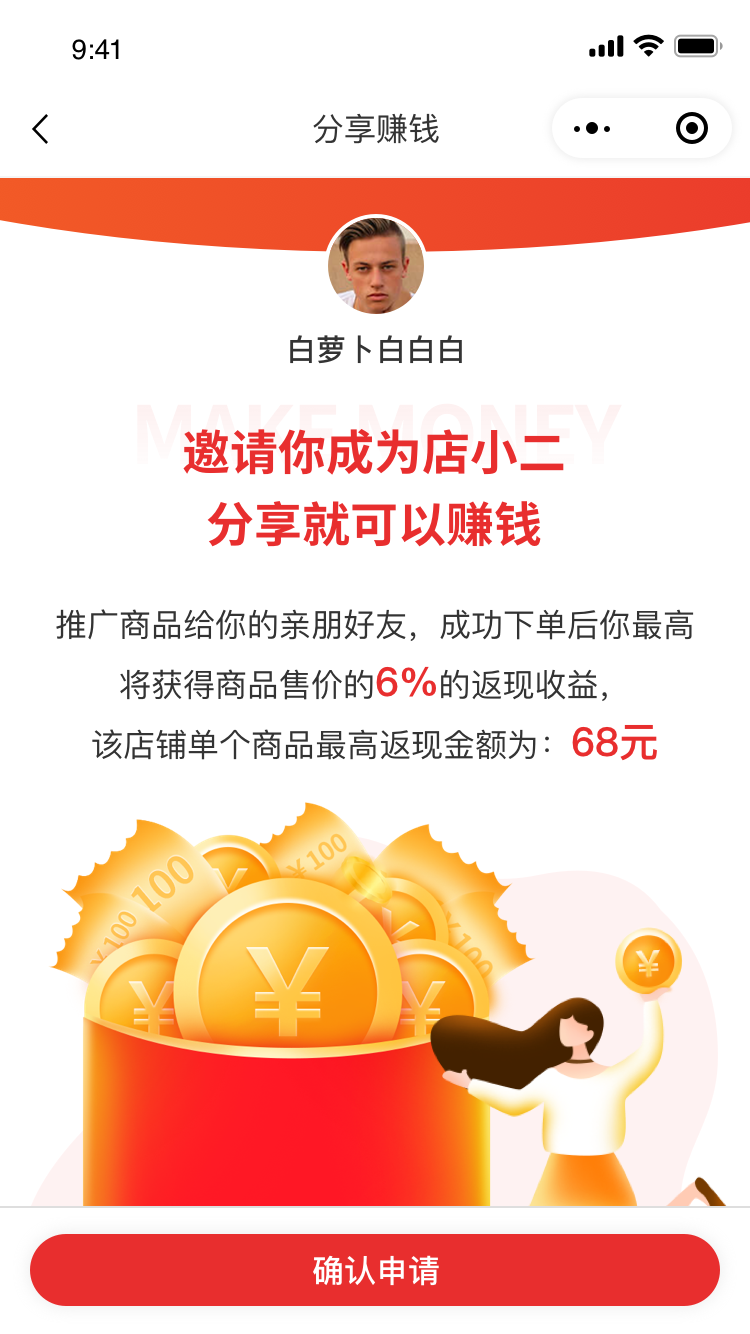 9:41
分享赚钱
白萝卜白白白
MAKE MONEY
邀请你成为店小二
分享就可以赚钱
推广商品给你的亲朋好友，成功下单后你最高
将获得商品售价的6%的返现收益，
该店铺单个商品最高返现金额为：68元
¥100
¥100
¥100
¥100
¥
¥
¥
¥
¥
¥
确认申请